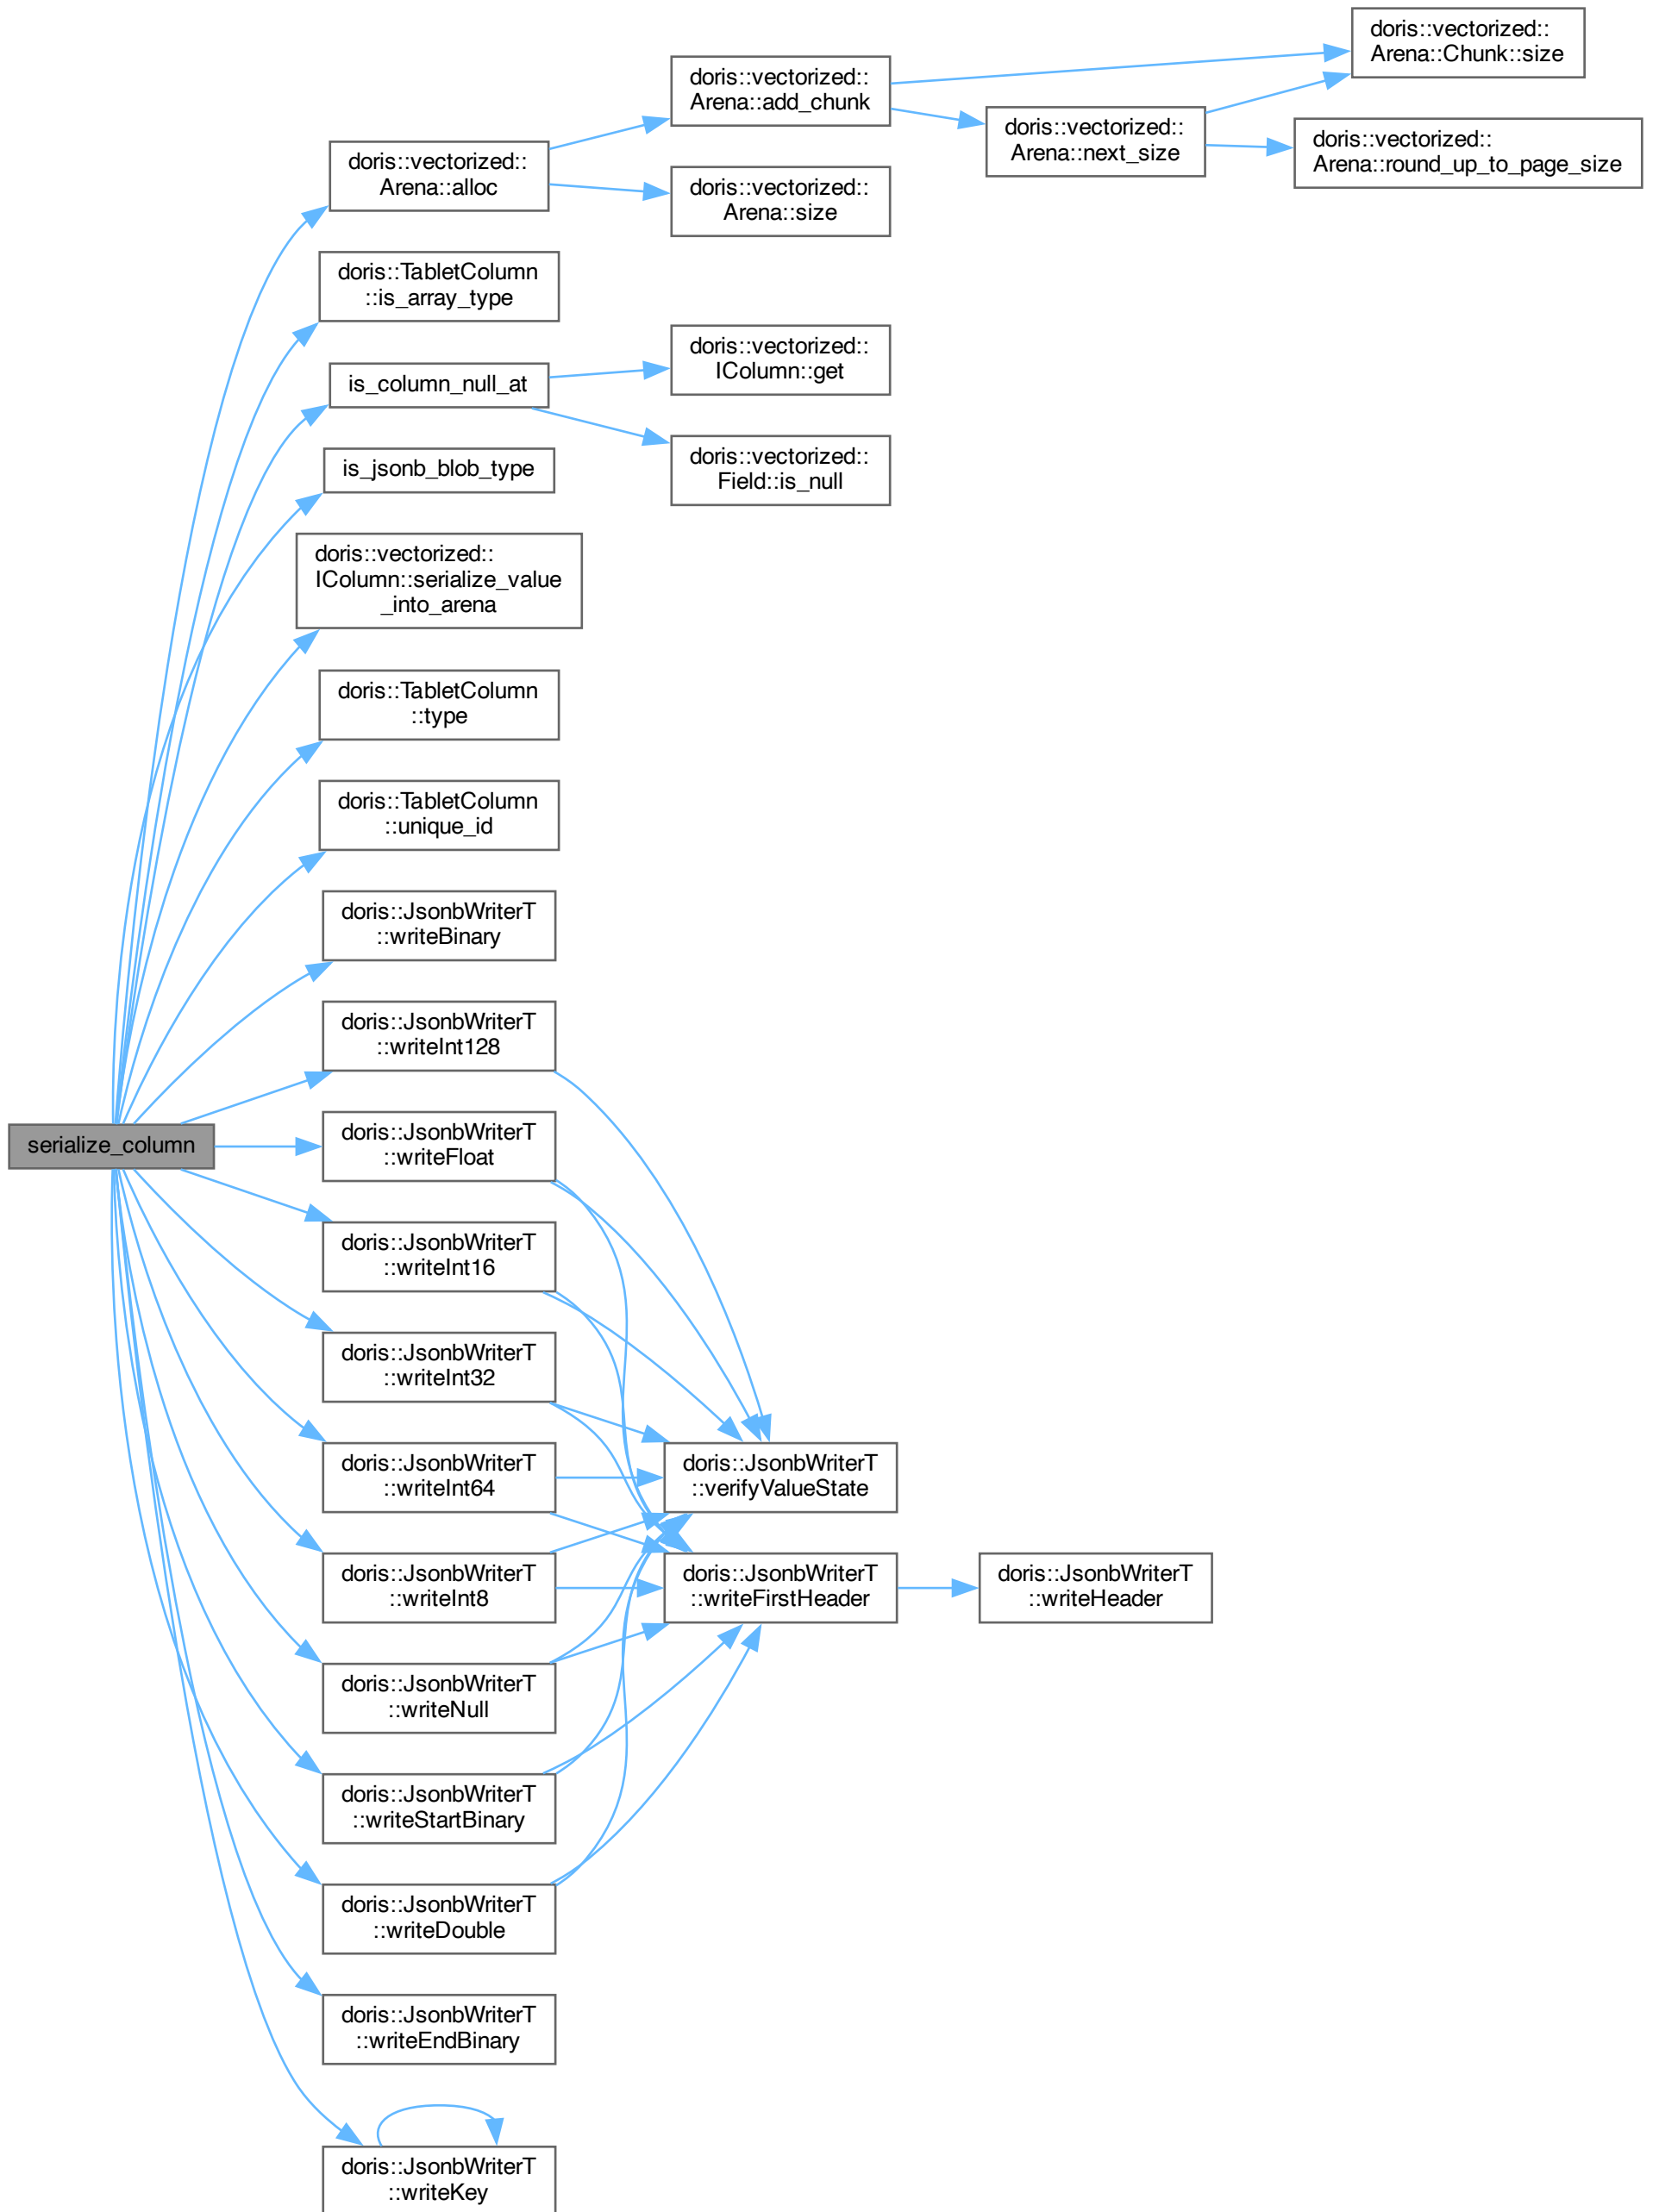 serialize_column
doris::vectorized::
Arena::alloc
doris::vectorized::
Arena::add_chunk
doris::vectorized::
Arena::Chunk::size
doris::vectorized::
Arena::next_size
doris::vectorized::
Arena::round_up_to_page_size
doris::vectorized::
Arena::size
doris::TabletColumn
::is_array_type
is_column_null_at
doris::vectorized::
IColumn::get
doris::vectorized::
Field::is_null
is_jsonb_blob_type
doris::vectorized::
IColumn::serialize_value
_into_arena
doris::TabletColumn
::type
doris::TabletColumn
::unique_id
doris::JsonbWriterT
::writeBinary
doris::JsonbWriterT
::writeInt128
doris::JsonbWriterT
::writeFloat
doris::JsonbWriterT
::writeInt16
doris::JsonbWriterT
::writeInt32
doris::JsonbWriterT
::writeInt64
doris::JsonbWriterT
::verifyValueState
doris::JsonbWriterT
::writeInt8
doris::JsonbWriterT
::writeFirstHeader
doris::JsonbWriterT
::writeHeader
doris::JsonbWriterT
::writeNull
doris::JsonbWriterT
::writeStartBinary
doris::JsonbWriterT
::writeDouble
doris::JsonbWriterT
::writeEndBinary
doris::JsonbWriterT
::writeKey